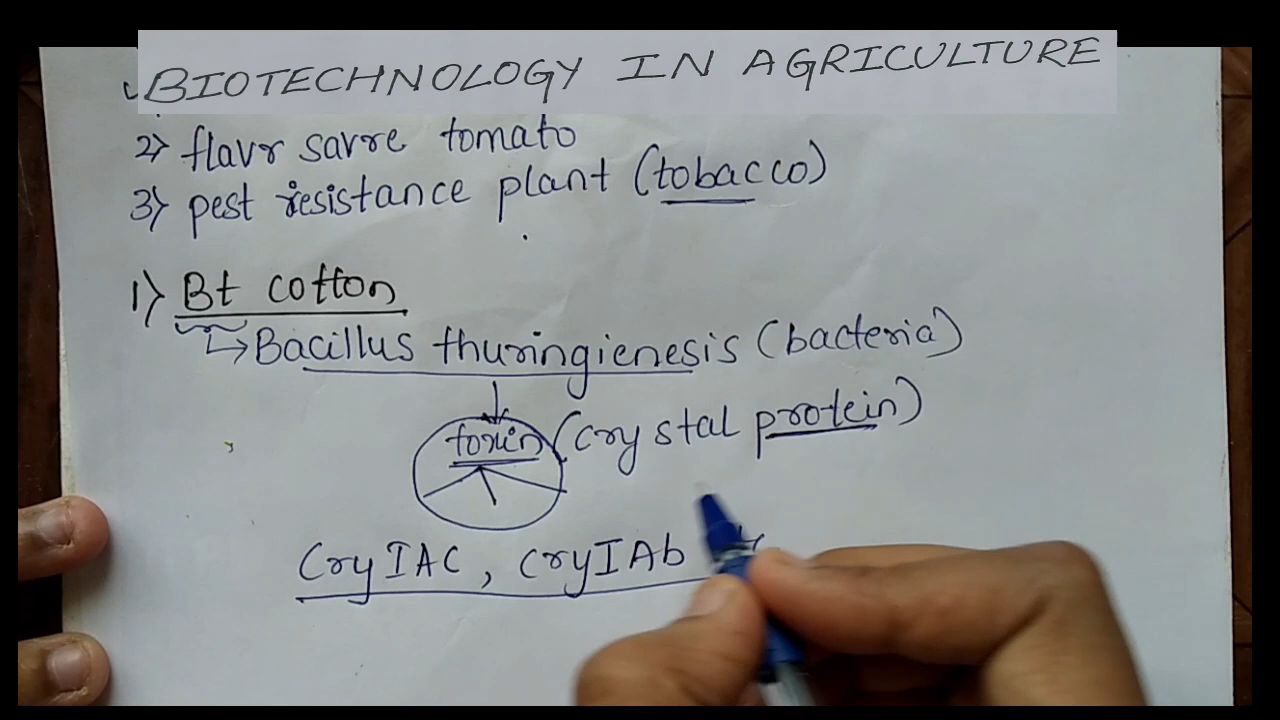 BIOTECHNOLOGY IN AGRICULTURE
2) flavr savre tomato
3) pest resistance plant (tobacco)
1) Bt cotton
Bacillus thuringienesis (bacteria)
toxin (crystal protein)
CryIAC, CryIAb